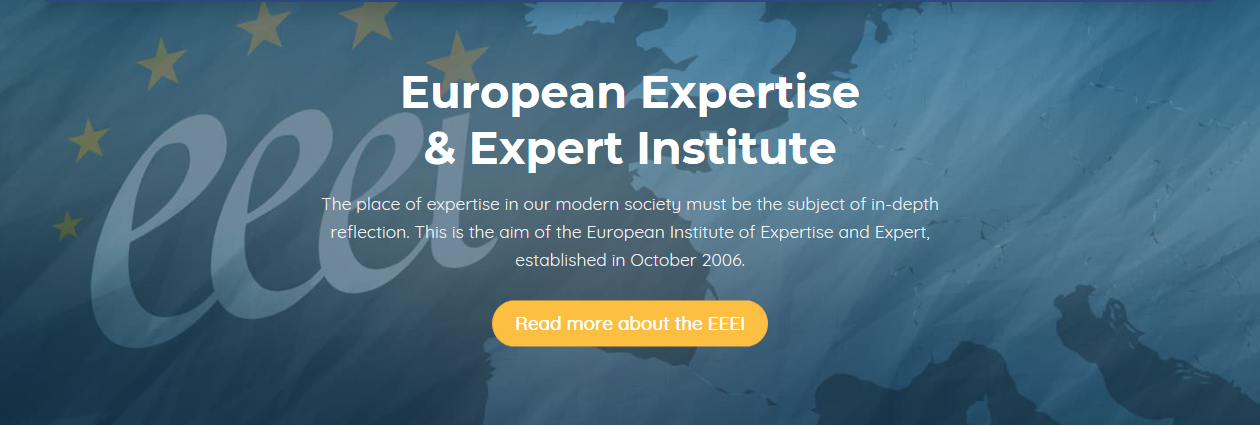 eeei
European Expertise
& Expert Institute
The place of expertise in our modern society must be the subject of in-depth
reflection. This is the aim of the European Institute of Expertise and Expert,
established in October 2006.
Read more about the EEEI